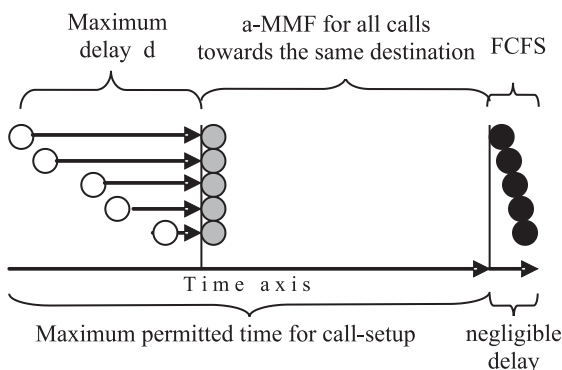 Maximum
delay d
a-MMF for all calls
towards the same destination
FCFS
Time axis
Maximum permitted time for call-setup
negligible
delay